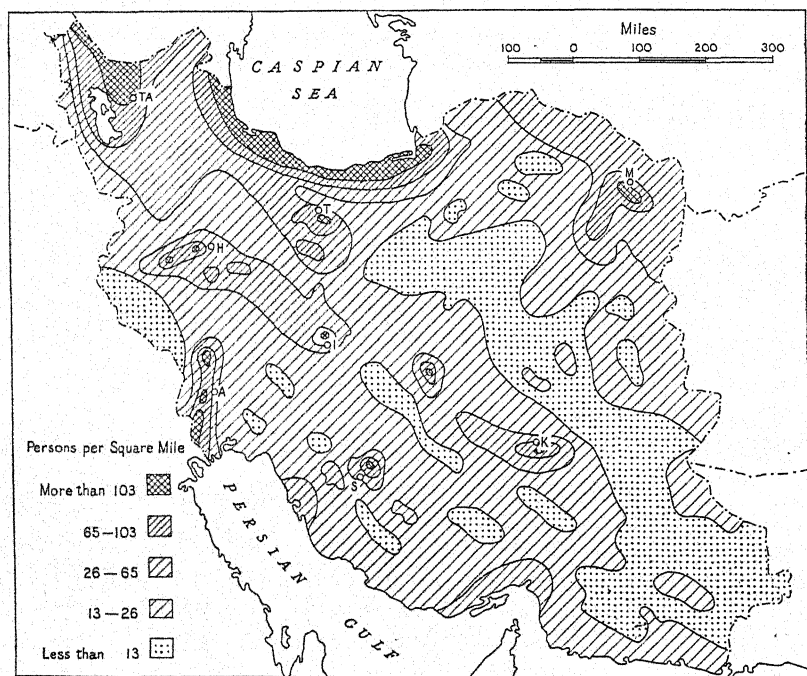 Miles
100 0 100 200 300
CASPIAN
SEA
TA
M
T
H
I
A
K
S
Persons per Square Mile
More than 103
65—103
26—65
13—26
Less than 13
PERSIAN
GULF